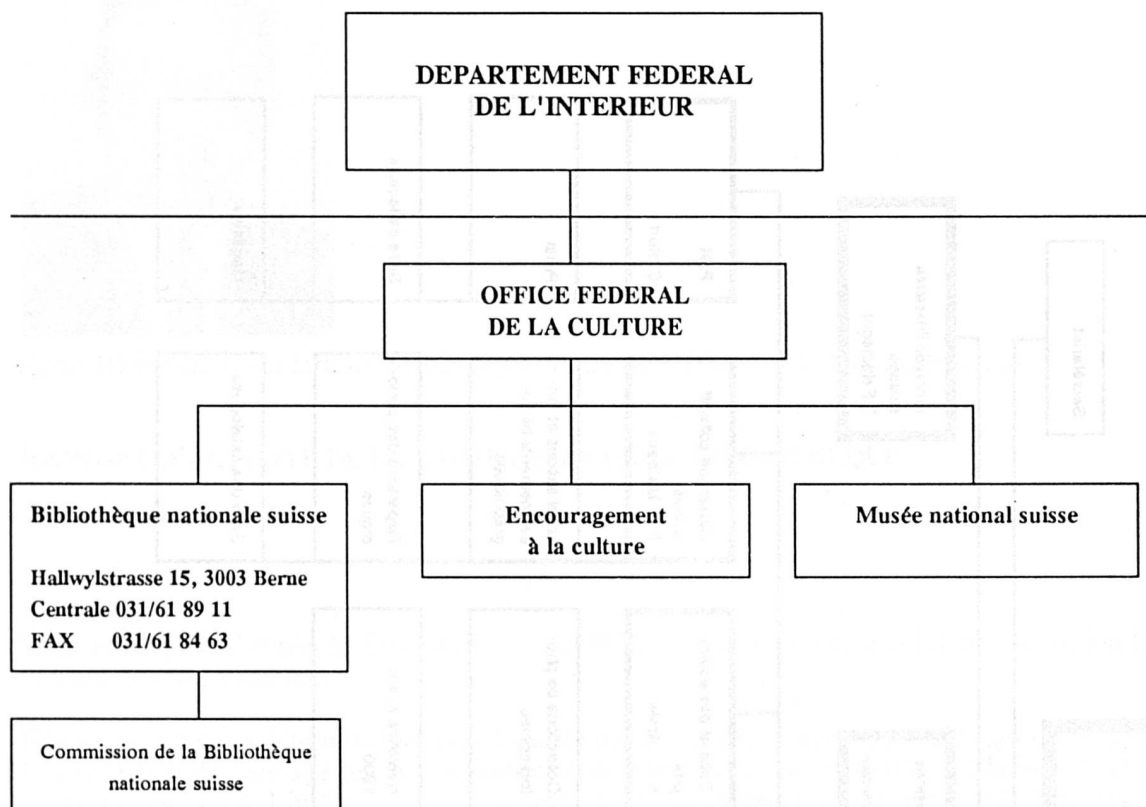 DEPARTEMENT FEDERAL
DE L'INTERIEUR
OFFICE FEDERAL
DE LA CULTURE
Bibliothèque nationale suisse
Hallwylstrasse 15, 3003 Berne
Centrale 031/61 89 11
FAX 031/61 84 63
Encouragement
à la culture
Musée national suisse
Commission de la Bibliothèque
nationale suisse